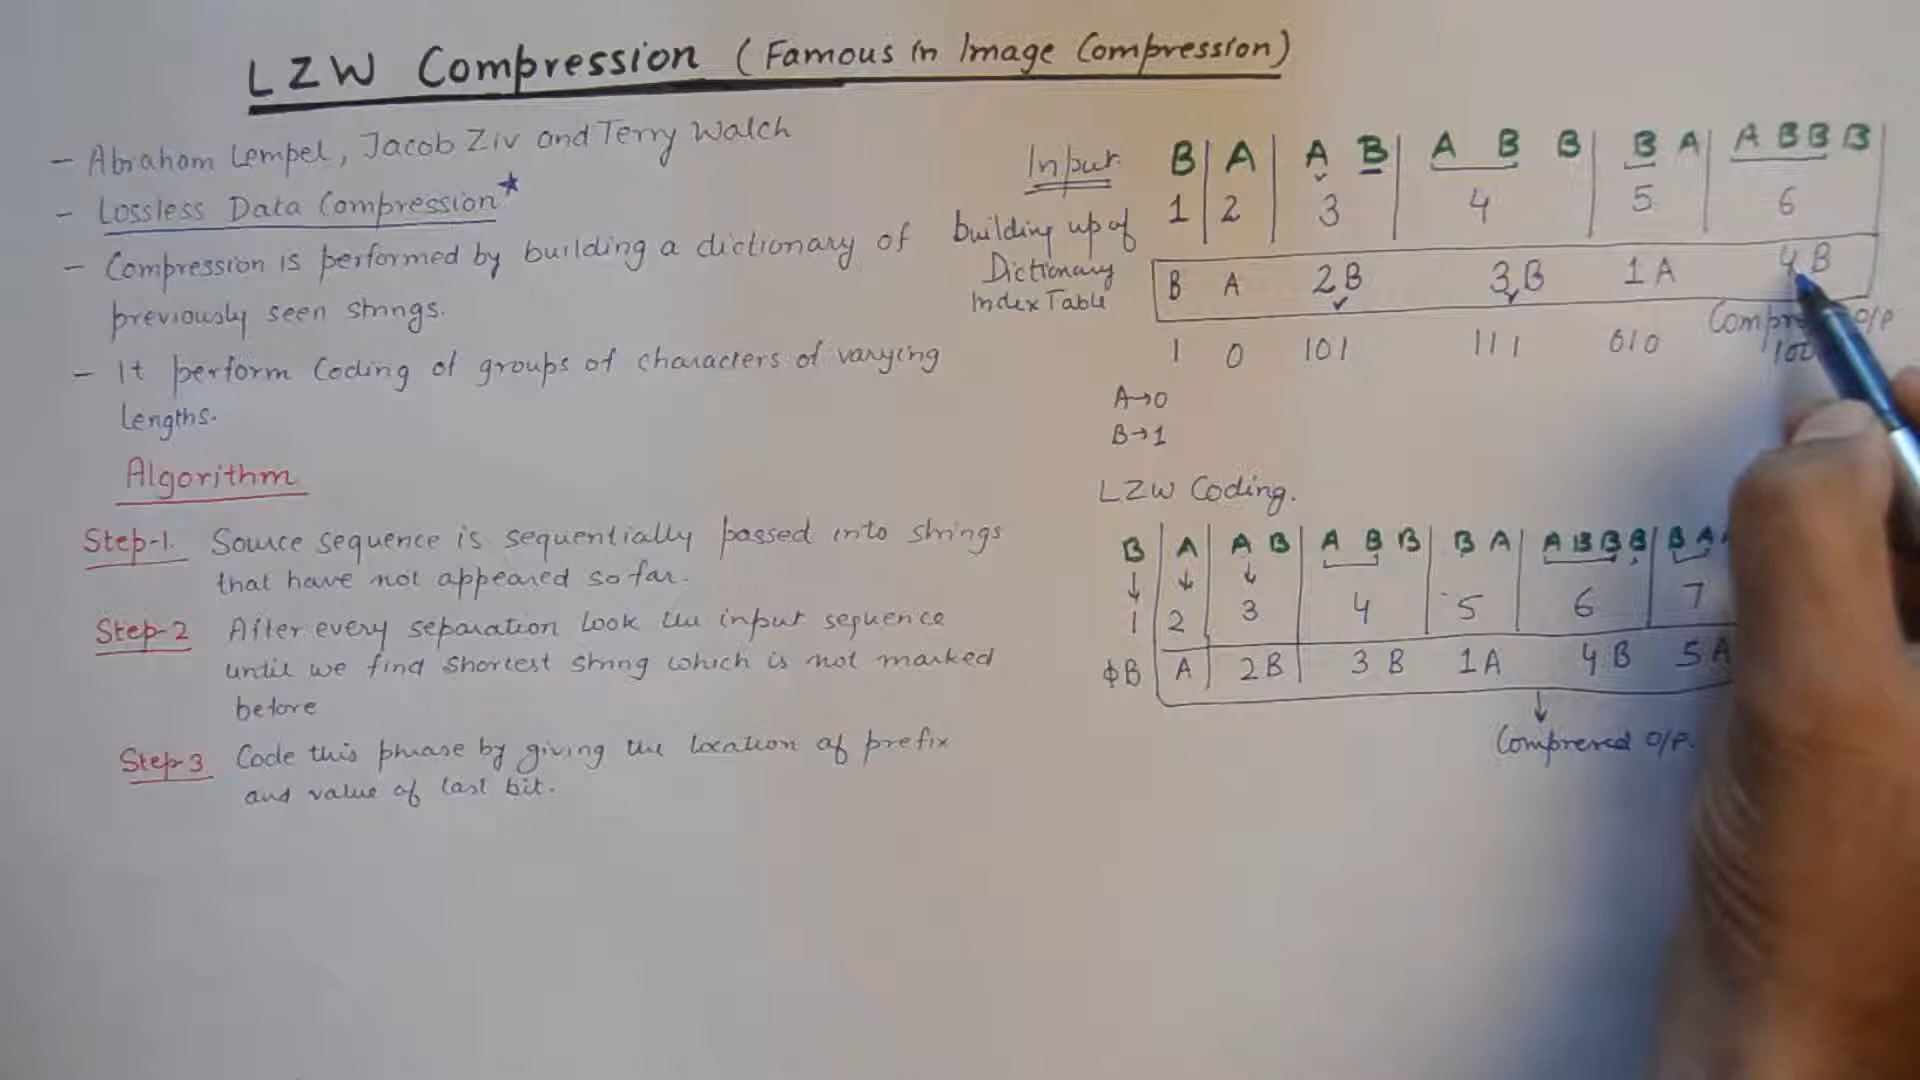 LZW Compression (Famous in Image Compression)
- Abraham Lempel, Jacob Ziv and Terry Walch
- Lossless Data Compression*
- Compression is performed by building a dictionary of
previously seen strings.
- It perform Coding of groups of characters of varying
lengths.
Algorithm
Step-1. Source sequence is sequentially passed into strings
that have not appeared so far.
Step-2 After every separation Look the input sequence
until we find shortest string which is not marked
before
Step-3 Code this phrase by giving the location of prefix
and value of last bit.
Input B A A B A B B B A A B B B
1 2 3 4 5 6
building up of
Dictionary
Index Table
B A 2B 3B 1A 4B
1 0 101 111 010
O/P
A→0
B→1
LZW Coding.
B A A B A B B B A A B B B B A
↓ ↓ ↓
1 2 3 4 5 6 7
ϕB A 2B 3B 1A 4B 5A
↓
Compressed O/P.